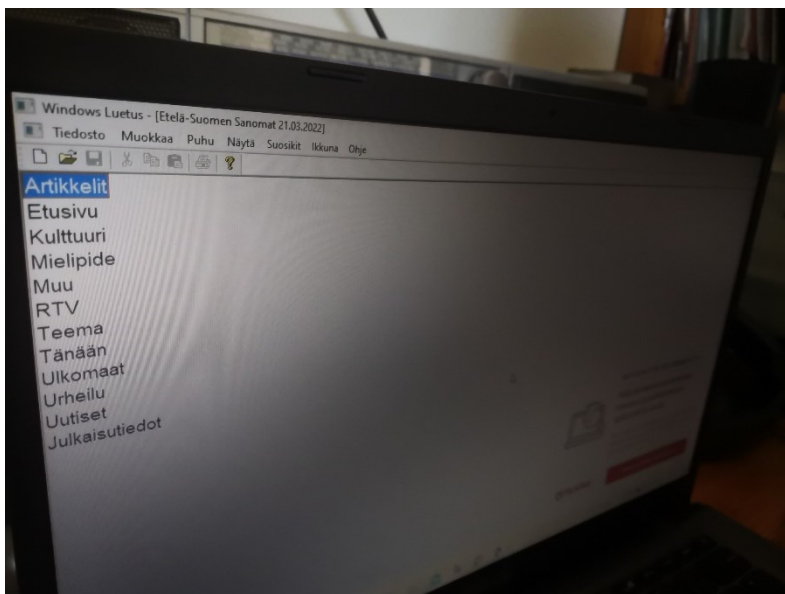 Windows Luetus - [Etelä-Suomen Sanomat 21.03.2022]
Tiedosto Muokkaa Puhu Näytä Suosikit Ikkuna Ohje
Artikkelit
Etusivu
Kulttuuri
Mielipide
Muu
RTV
Teema
Tänään
Ulkomaat
Urheilu
Uutiset
Julkaisutiedot